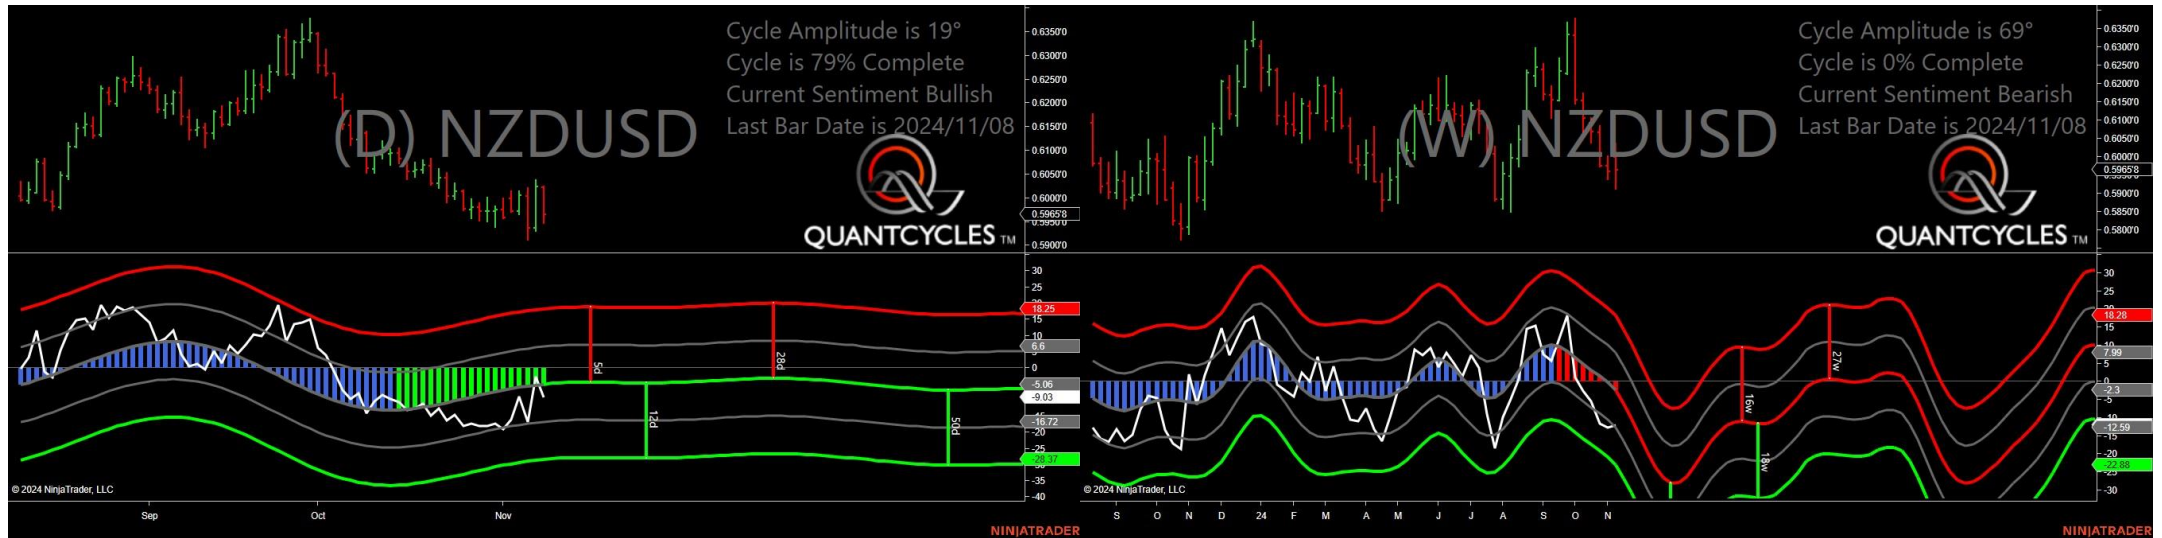 Cycle Amplitude is 19°
Cycle is 79% Complete
Current Sentiment Bullish
Last Bar Date is 2024/11/08
(D) NZDUSD
QUANTCYCLES TM
0.6350'0
0.6300'0
0.6250'0
0.6200'0
0.6150'0
0.6100'0
0.6050'0
0.6000'0
0.5965'8
0.5950'0
0.5900'0
30
25
18.25
15
10
6.6
0
-5.06
-9.03
-16.72
-20
-25
-28.37
-35
-40
5d
28d
12d
50d
© 2024 NinjaTrader, LLC
Sep Oct Nov
NINJATRADER
Cycle Amplitude is 69°
Cycle is 0% Complete
Current Sentiment Bearish
Last Bar Date is 2024/11/08
(W) NZDUSD
QUANTCYCLES TM
0.6350'0
0.6300'0
0.6250'0
0.6200'0
0.6150'0
0.6100'0
0.6050'0
0.6000'0
0.5965'8
0.5900'0
0.5850'0
0.5800'0
30
25
20
18.28
15
10
7.99
0
-2.3
-5
-10
-12.59
-15
-20
-22.88
-25
-30
16w
27w
18w
© 2024 NinjaTrader, LLC
S O N D 24 F M A M J J A S O N
NINJATRADER